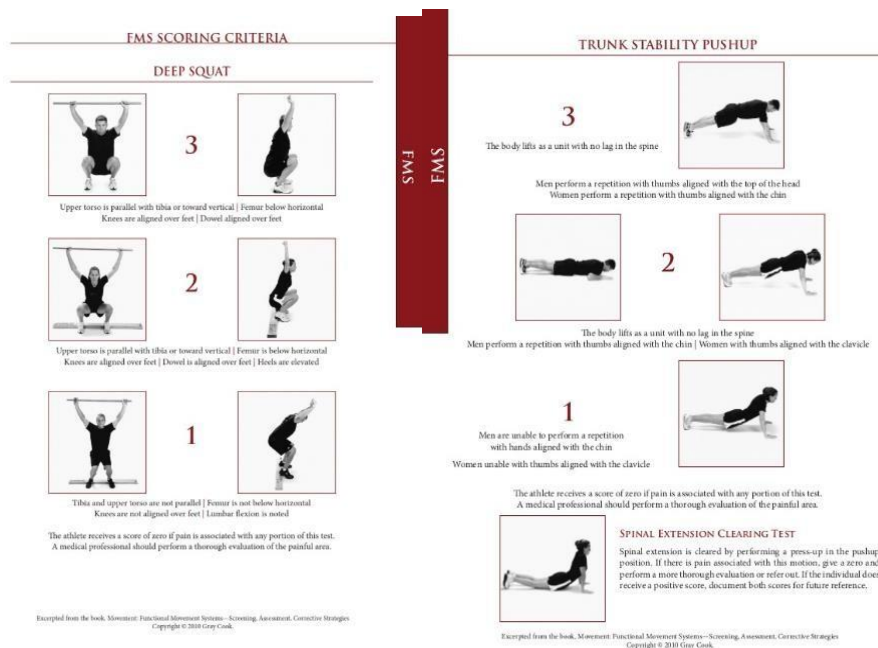 FMS SCORING CRITERIA
DEEP SQUAT
3
Upper torso is parallel with tibia or toward vertical | Femur below horizontal
Knees are aligned over feet | Dowel aligned over feet
2
Upper torso is parallel with tibia or toward vertical | Femur is below horizontal
Knees are aligned over feet | Dowel is aligned over feet | Heels are elevated
1
Tibia and upper torso are not parallel | Femur is not below horizontal
Knees are not aligned over feet | Lumbar flexion is noted
The athlete receives a score of zero if pain is associated with any portion of this test.
A medical professional should perform a thorough evaluation of the painful area.
Excerpted from the book, Movement: Functional Movement Systems—Screening, Assessment, Corrective Strategies
Copyright © 2010 Gray Cook.
FMS
FMS
TRUNK STABILITY PUSHUP
3
The body lifts as a unit with no lag in the spine
Men perform a repetition with thumbs aligned with the top of the head
Women perform a repetition with thumbs aligned with the chin
2
The body lifts as a unit with no lag in the spine
Men perform a repetition with thumbs aligned with the chin | Women with thumbs aligned with the clavicle
1
Men are unable to perform a repetition
with hands aligned with the chin
Women unable with thumbs aligned with the clavicle
The athlete receives a score of zero if pain is associated with any portion of this test.
A medical professional should perform a thorough evaluation of the painful area.
SPINAL EXTENSION CLEARING TEST
Spinal extension is cleared by performing a press-up in the pushup
position. If there is pain associated with this motion, give a zero and
perform a more thorough evaluation or refer out. If the individual does
receive a positive score, document both scores for future reference.
Excerpted from the book, Movement: Functional Movement Systems—Screening, Assessment, Corrective Strategies
Copyright © 2010 Gray Cook.